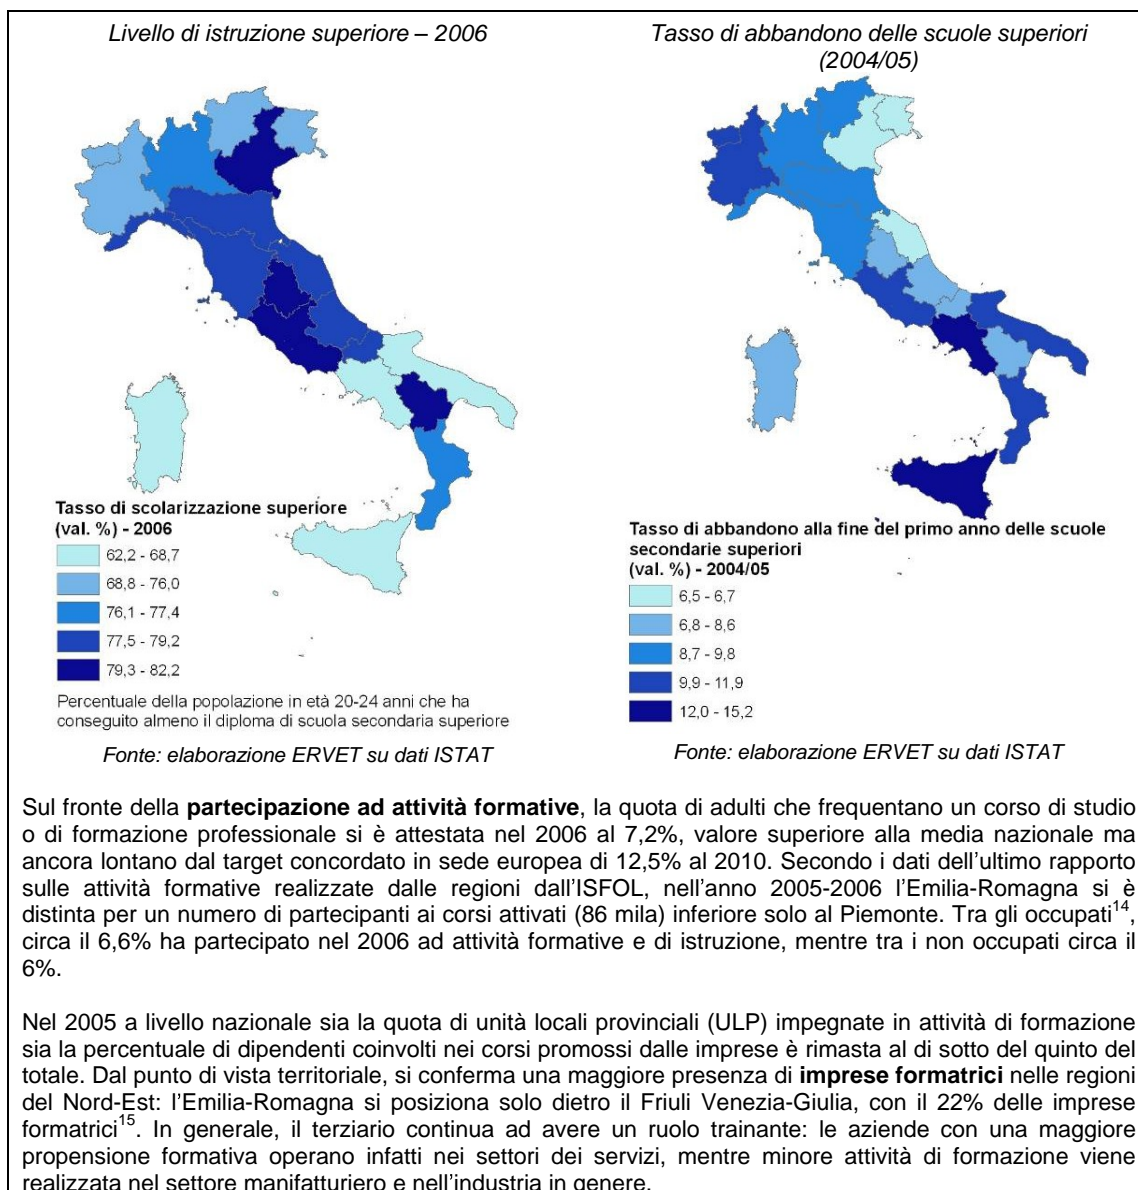 Livello di istruzione superiore – 2006
Tasso di scolarizzazione superiore
(val. %) - 2006
62,2 - 68,7
68,8 - 76,0
76,1 - 77,4
77,5 - 79,2
79,3 - 82,2
Percentuale della popolazione in età 20-24 anni che ha
conseguito almeno il diploma di scuola secondaria superiore
Fonte: elaborazione ERVET su dati ISTAT
Tasso di abbandono delle scuole superiori
(2004/05)
Tasso di abbandono alla fine del primo anno delle scuole
secondarie superiori
(val. %) - 2004/05
6,5 - 6,7
6,8 - 8,6
8,7 - 9,8
9,9 - 11,9
12,0 - 15,2
Fonte: elaborazione ERVET su dati ISTAT
Sul fronte della partecipazione ad attività formative, la quota di adulti che frequentano un corso di studio
o di formazione professionale si è attestata nel 2006 al 7,2%, valore superiore alla media nazionale ma
ancora lontano dal target concordato in sede europea di 12,5% al 2010. Secondo i dati dell'ultimo rapporto
sulle attività formative realizzate dalle regioni dall'ISFOL, nell'anno 2005-2006 l'Emilia-Romagna si è
distinta per un numero di partecipanti ai corsi attivati (86 mila) inferiore solo al Piemonte. Tra gli occupati14,
circa il 6,6% ha partecipato nel 2006 ad attività formative e di istruzione, mentre tra i non occupati circa il
6%.
Nel 2005 a livello nazionale sia la quota di unità locali provinciali (ULP) impegnate in attività di formazione
sia la percentuale di dipendenti coinvolti nei corsi promossi dalle imprese è rimasta al di sotto del quinto del
totale. Dal punto di vista territoriale, si conferma una maggiore presenza di imprese formatrici nelle regioni
del Nord-Est: l'Emilia-Romagna si posiziona solo dietro il Friuli Venezia-Giulia, con il 22% delle imprese
formatrici15. In generale, il terziario continua ad avere un ruolo trainante: le aziende con una maggiore
propensione formativa operano infatti nei settori dei servizi, mentre minore attività di formazione viene
realizzata nel settore manifatturiero e nell'industria in genere.